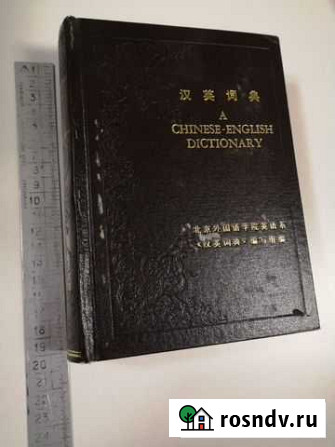 汉英词典
A
CHINESE-ENGLISH
DICTIONARY
北京外国语学院英语系
《汉英词典》编写组编
rosndv.ru